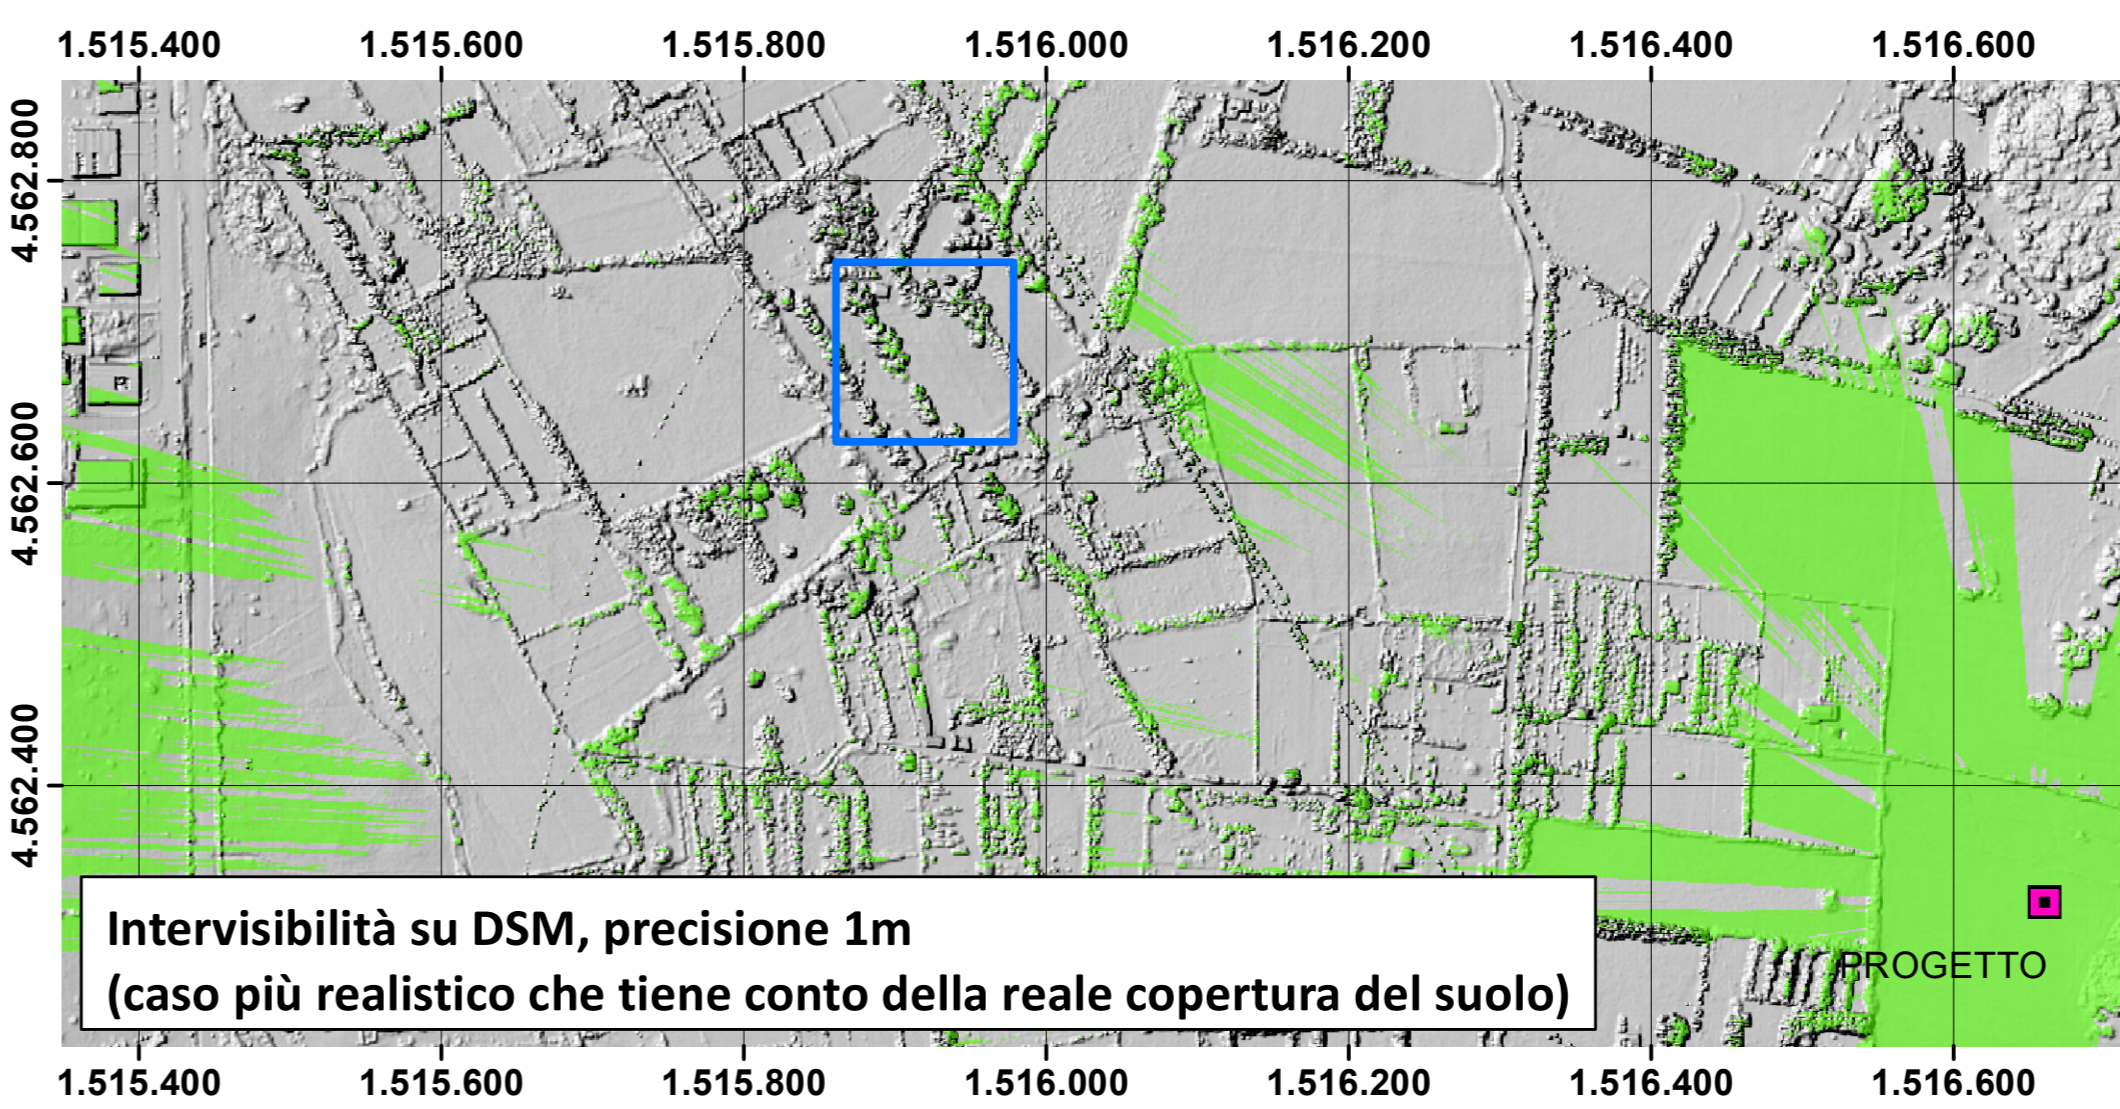 1.515.400 1.515.600 1.515.800 1.516.000 1.516.200 1.516.400 1.516.600
4.562.800
4.562.600
4.562.400
Intervisibilità su DSM, precisione 1m
(caso più realistico che tiene conto della reale copertura del suolo)
PROGETTO
1.515.400 1.515.600 1.515.800 1.516.000 1.516.200 1.516.400 1.516.600